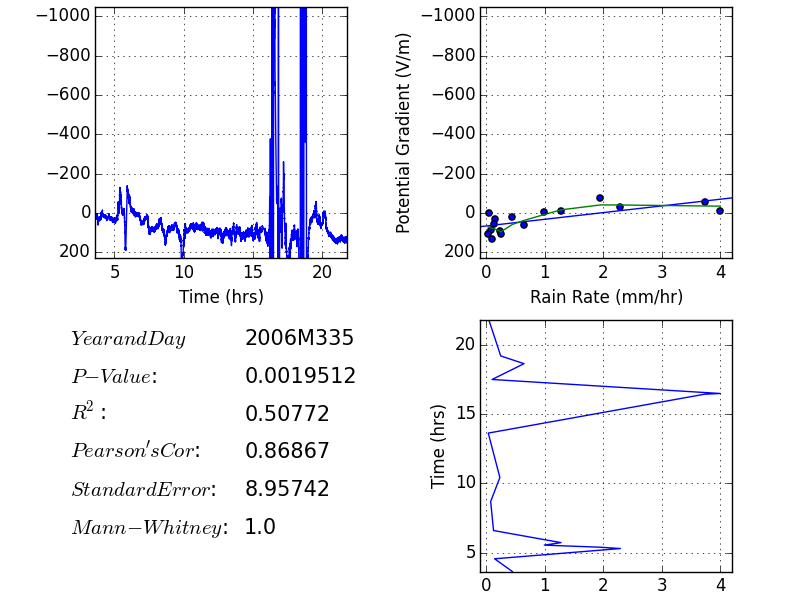 −1000
−800
−600
−400
−200
0
200
5 10 15 20
Time (hrs)
Potential Gradient (V/m)
−1000
−800
−600
−400
−200
0
200
0 1 2 3 4
Rain Rate (mm/hr)
YearandDay 2006M335
P−Value: 0.0019512
R²: 0.50772
Pearson'sCor: 0.86867
StandardError: 8.95742
Mann−Whitney: 1.0
Time (hrs)
20
15
10
5
0 1 2 3 4